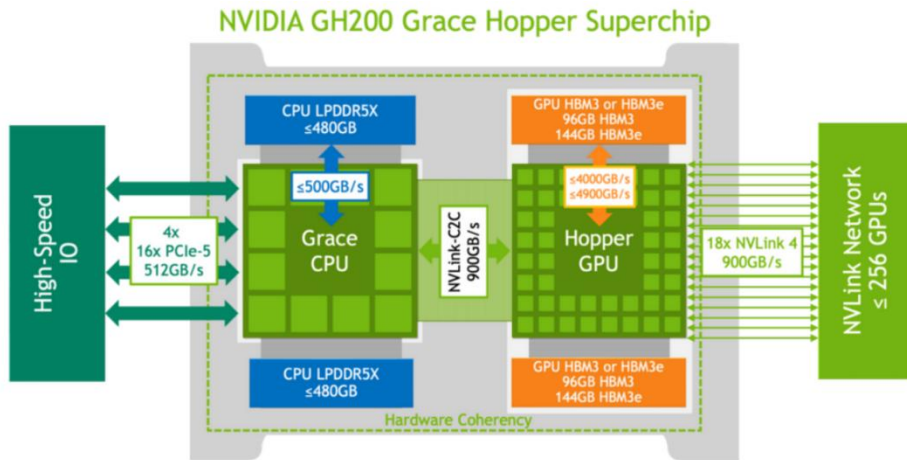 NVIDIA GH200 Grace Hopper Superchip
High-Speed
IO
4x
16x PCIe-5
512GB/s
CPU LPDDR5X
≤480GB
≤500GB/s
Grace
CPU
CPU LPDDR5X
≤480GB
NVLink-C2C
900GB/s
GPU HBM3 or HBM3e
96GB HBM3
144GB HBM3e
≤4000GB/s
≤4900GB/s
Hopper
GPU
GPU HBM3 or HBM3e
96GB HBM3
144GB HBM3e
18x NVLink 4
900GB/s
NVLink Network
≤ 256 GPUs
Hardware Coherency